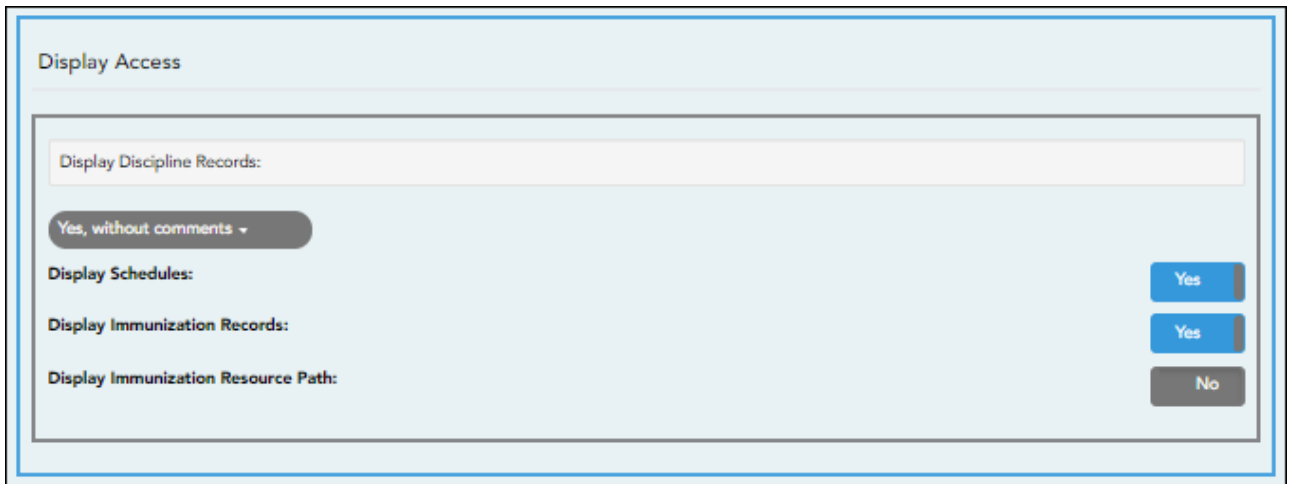 Display Access
Display Discipline Records:
Yes, without comments
Display Schedules:
Yes
Display Immunization Records:
Yes
Display Immunization Resource Path:
No